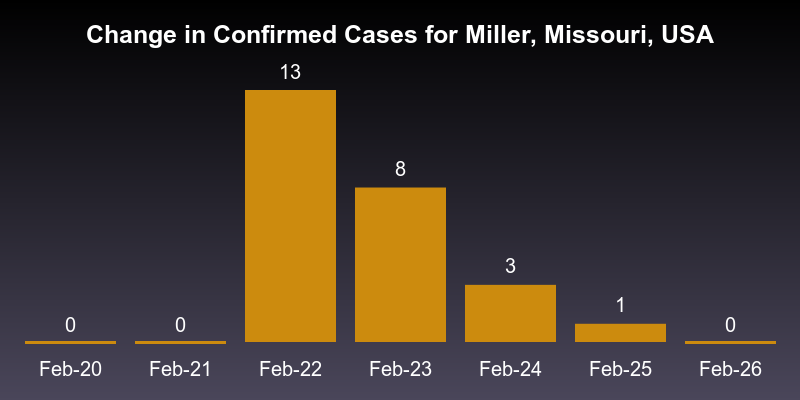 Change in Confirmed Cases for Miller, Missouri, USA
13
8
3
1
0 0 0
Feb-20 Feb-21 Feb-22 Feb-23 Feb-24 Feb-25 Feb-26